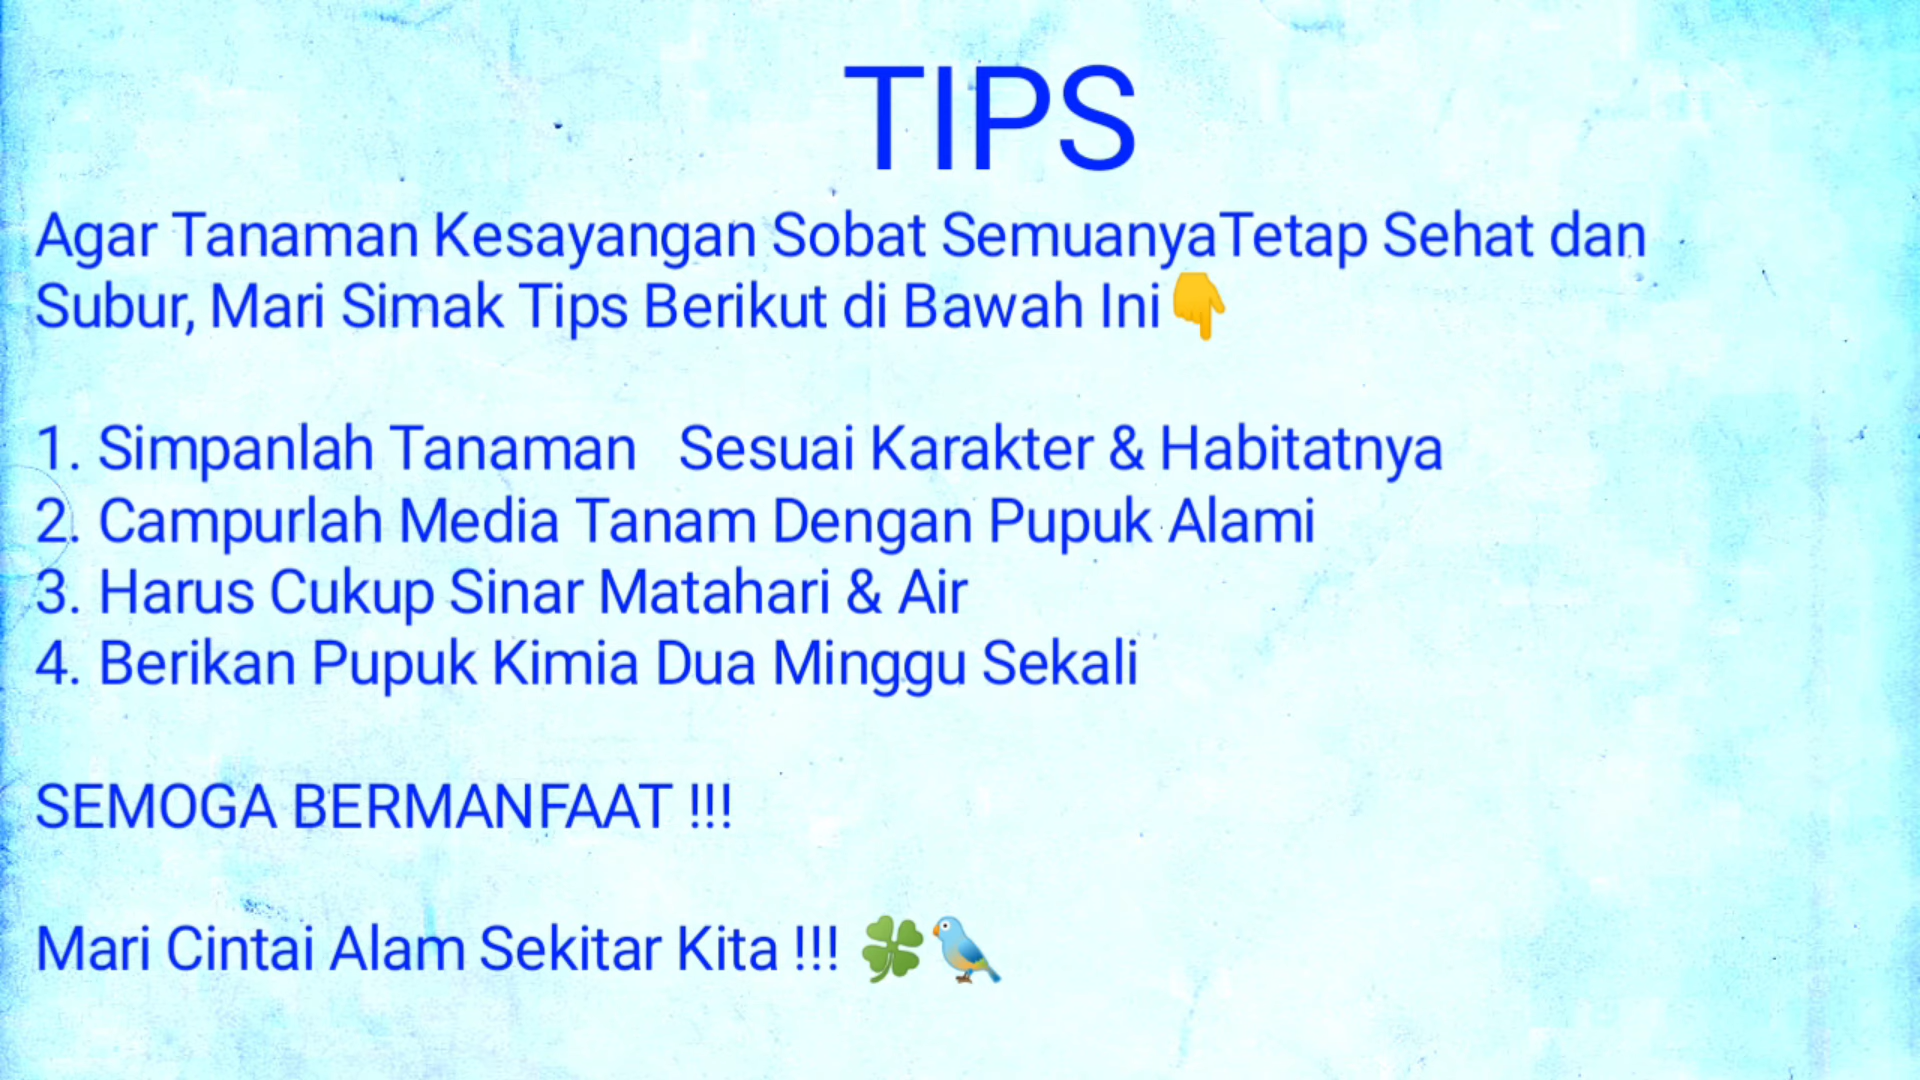 TIPS
Agar Tanaman Kesayangan Sobat SemuanyaTetap Sehat dan
Subur, Mari Simak Tips Berikut di Bawah Ini👇
1. Simpanlah Tanaman   Sesuai Karakter & Habitatnya
2. Campurlah Media Tanam Dengan Pupuk Alami
3. Harus Cukup Sinar Matahari & Air
4. Berikan Pupuk Kimia Dua Minggu Sekali
SEMOGA BERMANFAAT !!!
Mari Cintai Alam Sekitar Kita !!! 🍀🐦